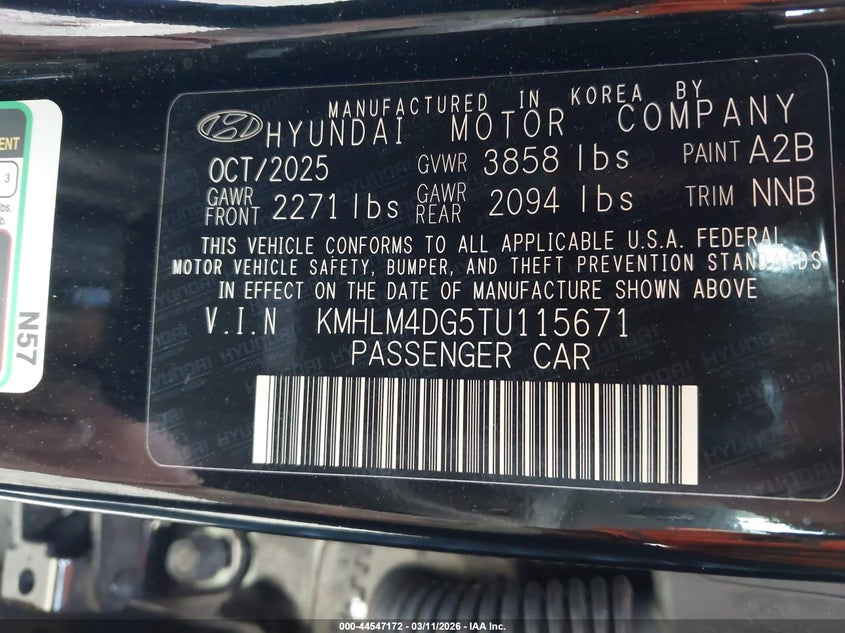 MANUFACTURED IN KOREA BY
HYUNDAI MOTOR COMPANY
OCT/2025 GVWR 3858 lbs PAINT A2B
GAWR FRONT 2271 lbs GAWR REAR 2094 lbs TRIM NNB
THIS VEHICLE CONFORMS TO ALL APPLICABLE U.S.A. FEDERAL
MOTOR VEHICLE SAFETY, BUMPER, AND THEFT PREVENTION STANDARDS
IN EFFECT ON THE DATE OF MANUFACTURE SHOWN ABOVE
V.I.N KMHLM4DG5TU115671
PASSENGER CAR
3
lbs.
N57
000-44547172 - 03/11/2026 - IAA Inc.